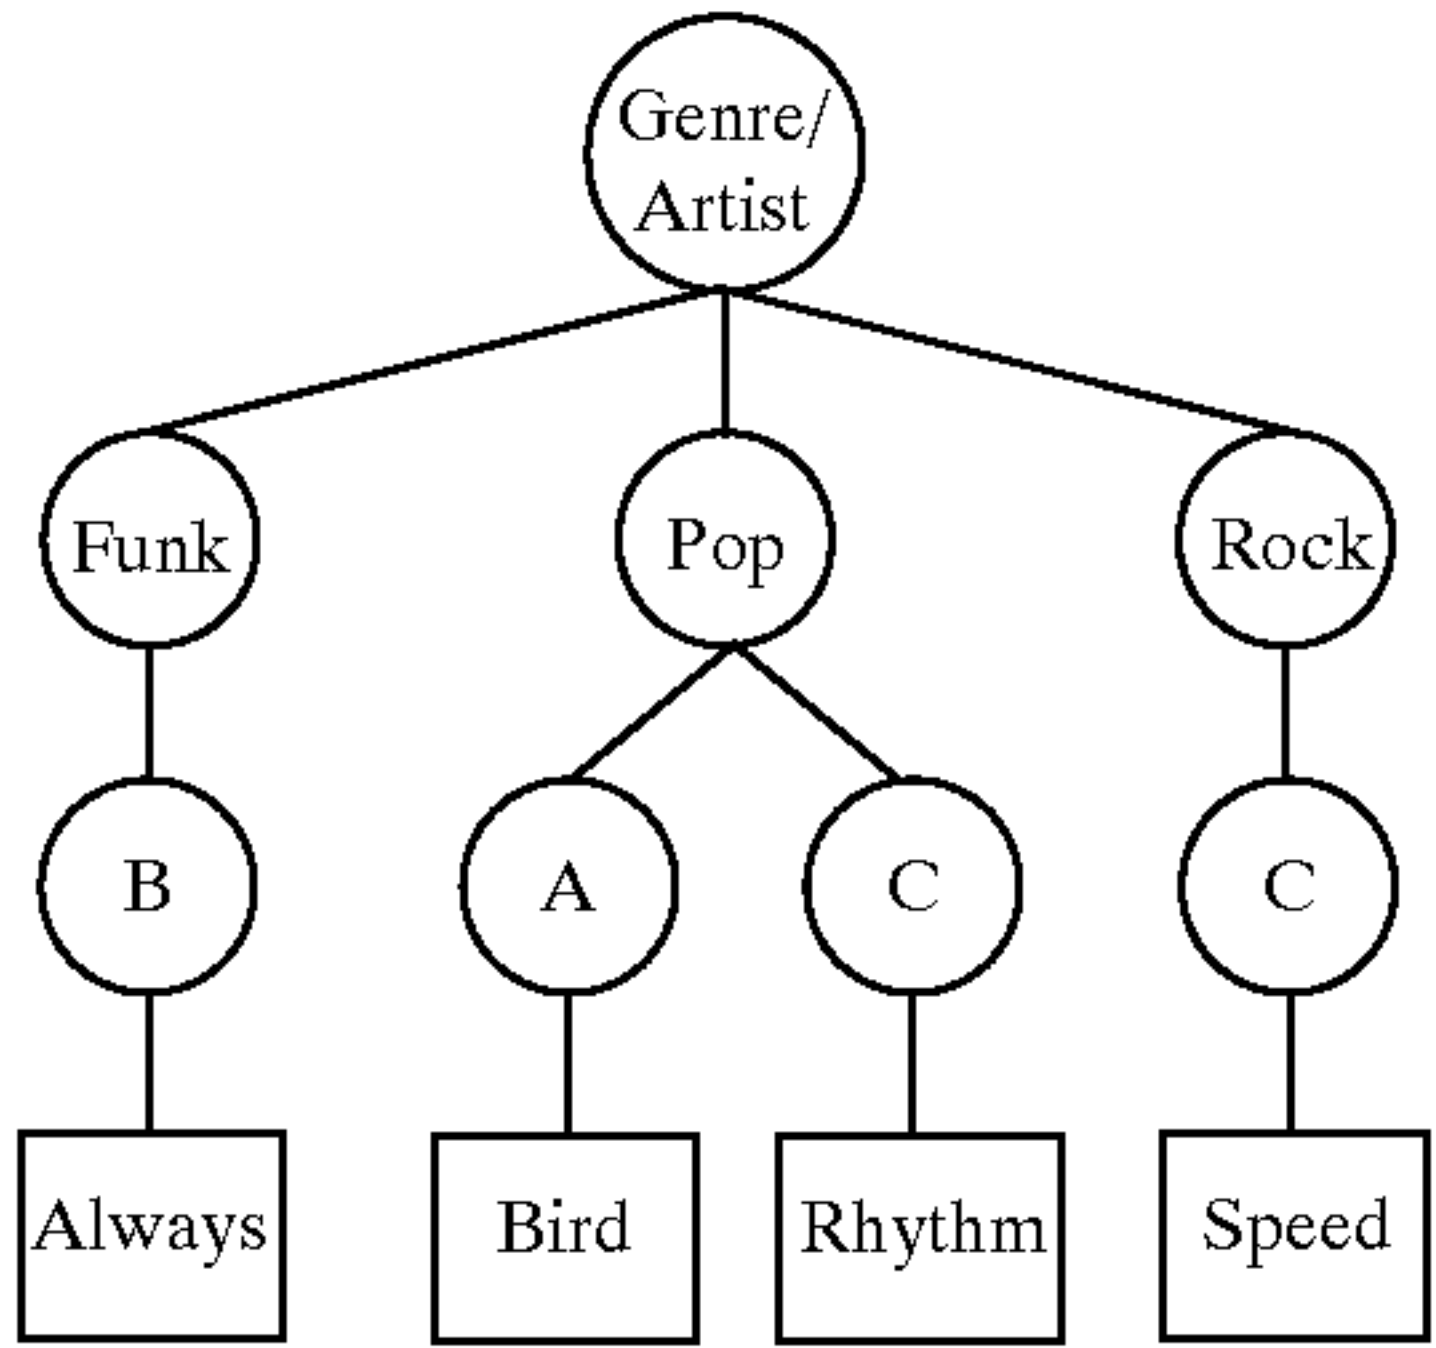 Genre/
Artist
Funk
Pop
Rock
B
A
C
C
Always
Bird
Rhythm
Speed